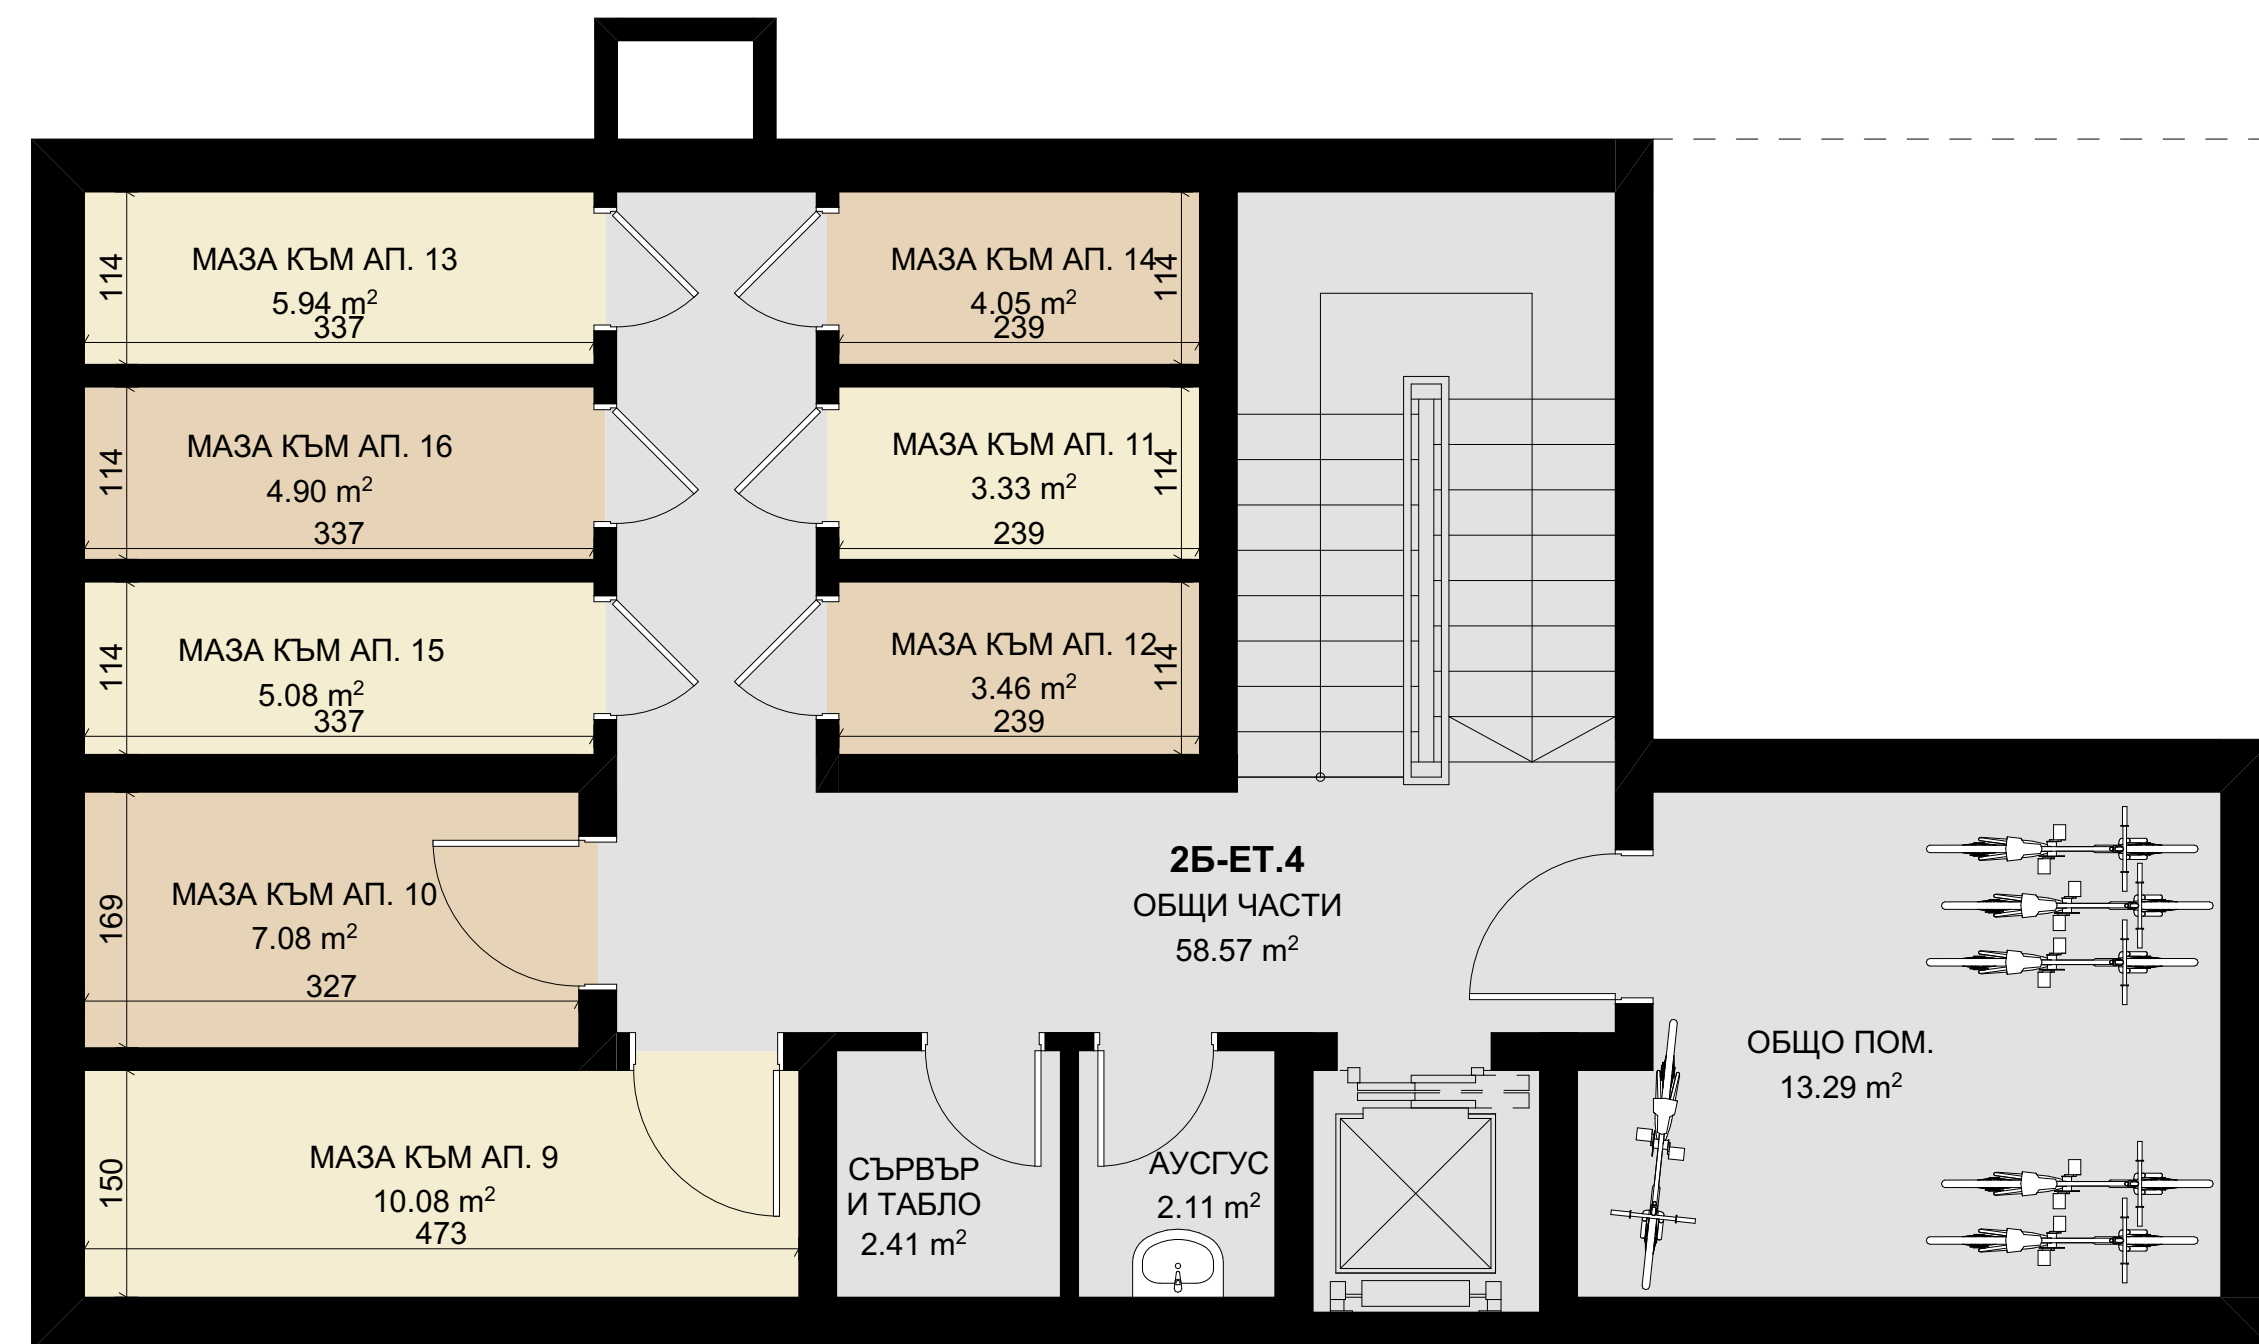 МАЗА КЪМ АП. 13
5.94 m²
337
114
МАЗА КЪМ АП. 14
4.05 m²
239
114
МАЗА КЪМ АП. 16
4.90 m²
337
114
МАЗА КЪМ АП. 11
3.33 m²
239
114
МАЗА КЪМ АП. 15
5.08 m²
337
114
МАЗА КЪМ АП. 12
3.46 m²
239
114
МАЗА КЪМ АП. 10
7.08 m²
327
169
2Б-ЕТ.4
ОБЩИ ЧАСТИ
58.57 m²
ОБЩО ПОМ.
13.29 m²
МАЗА КЪМ АП. 9
10.08 m²
473
150
СЪРВЪР
И ТАБЛО
2.41 m²
АУСГУС
2.11 m²